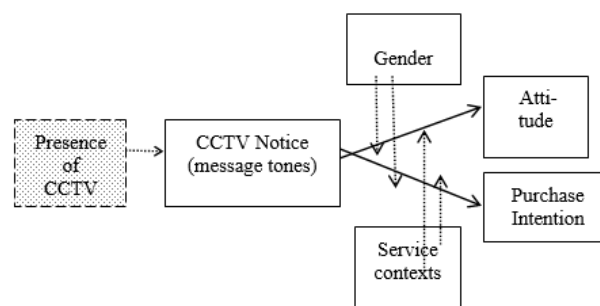 Gender
Atti-
tude
Presence
of
CCTV
CCTV Notice
(message tones)
Purchase
Intention
Service
contexts